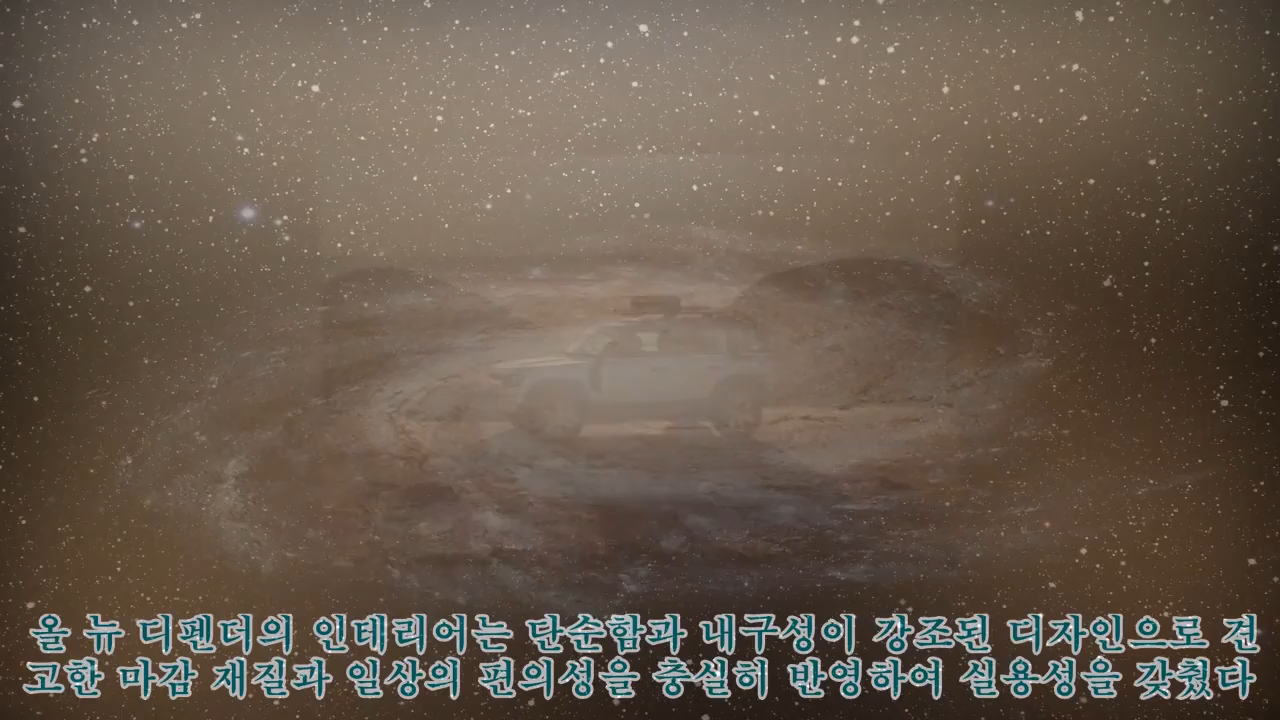 올 뉴 디펜더의 인테리어는 단순함과 내구성이 강조된 디자인으로 견
고한 마감 재질과 일상의 편의성을 충실히 반영하여 실용성을 갖췄다